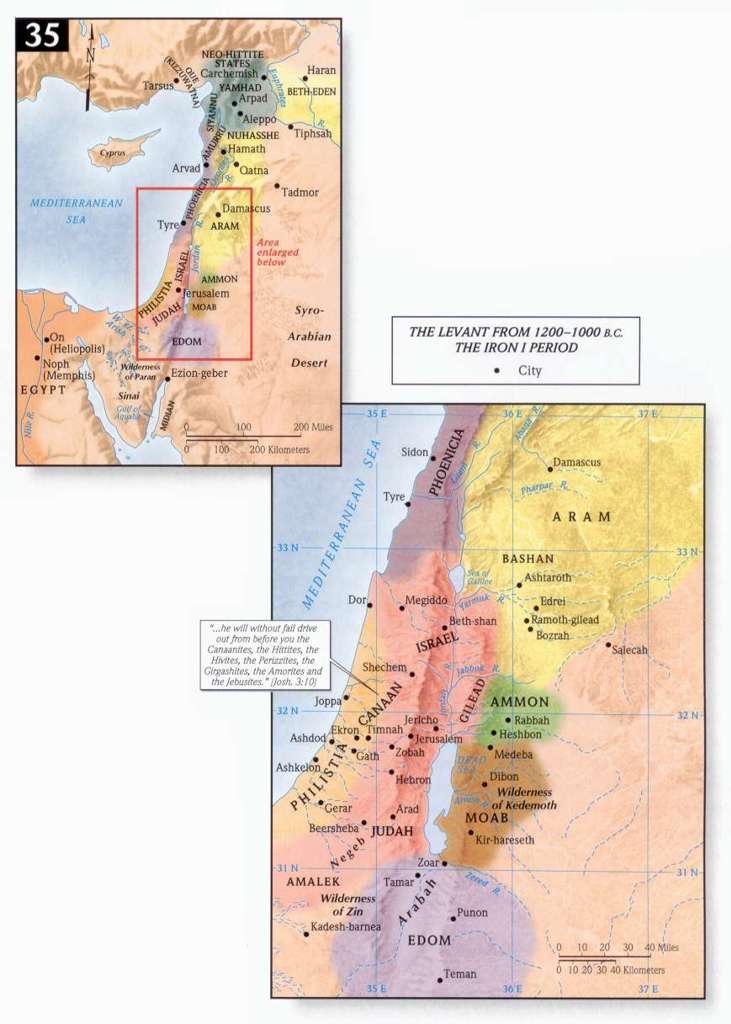 35
N
NEO-HITTITE
STATES
QUE
(KIZZUWATNA)
Carchemish
Haran
Tarsus
YAMHAD
BETH-EDEN
Euphrates
R.
Arpad
SIYANNU
Aleppo
NUHASSHE
Tiphsah
AMURRU
Hamath
Cyprus
Arvad
Qatna
R.
PHOENICIA
Tadmor
MEDITERRANEAN
SEA
Damascus
Tyre
ARAM
Area
enlarged
below
Jordan
R.
ISRAEL
AMMON
PHILISTIA
Jerusalem
JUDAH
MOAB
Syro-
Arabian
Desert
EDOM
On
(Heliopolis)
Noph
(Memphis)
Wilderness
of Paran
Ezion-geber
EGYPT
Sinai
Gulf of
Aqaba
MIDIAN
Nile R.
0 100 200 Miles
0 100 200 Kilometers
THE LEVANT FROM 1200–1000 B.C.
THE IRON I PERIOD
• City
35 E
36 E
37 E
MEDITERRANEAN SEA
Sidon
PHOENICIA
Litani R.
Abana R.
Damascus
Pharpar R.
Tyre
ARAM
33 N
33 N
BASHAN
Sea of
Galilee
Ashtaroth
Yarmuk R.
Dor
Megiddo
Edrei
Ramoth-gilead
Beth-shan
Bozrah
ISRAEL
Salecah
"...he will without fail drive
out from before you the
Canaanites, the Hittites, the
Hivites, the Perizzites, the
Girgashites, the Amorites and
the Jebusites." (Josh. 3:10)
Shechem
Jabbok R.
Jordan
GILEAD
CANAAN
Joppa
AMMON
32 N
32 N
Rabbah
Jericho
Ekron
Timnah
Heshbon
Ashdod
Jerusalem
Gath
Zobah
Medeba
Ashkelon
DEAD
SEA
PHILISTIA
Hebron
Dibon
Wilderness
of Kedemoth
Arnon R.
Gerar
Arad
MOAB
Beersheba
JUDAH
Kir-hareseth
Negeb
Zoar
31 N
31 N
Zered R.
AMALEK
Tamar
Wilderness
of Zin
Arabah
Punon
Kadesh-barnea
EDOM
Teman
0 10 20 30 40 Miles
0 10 20 30 40 Kilometers
35 E
36 E
37 E